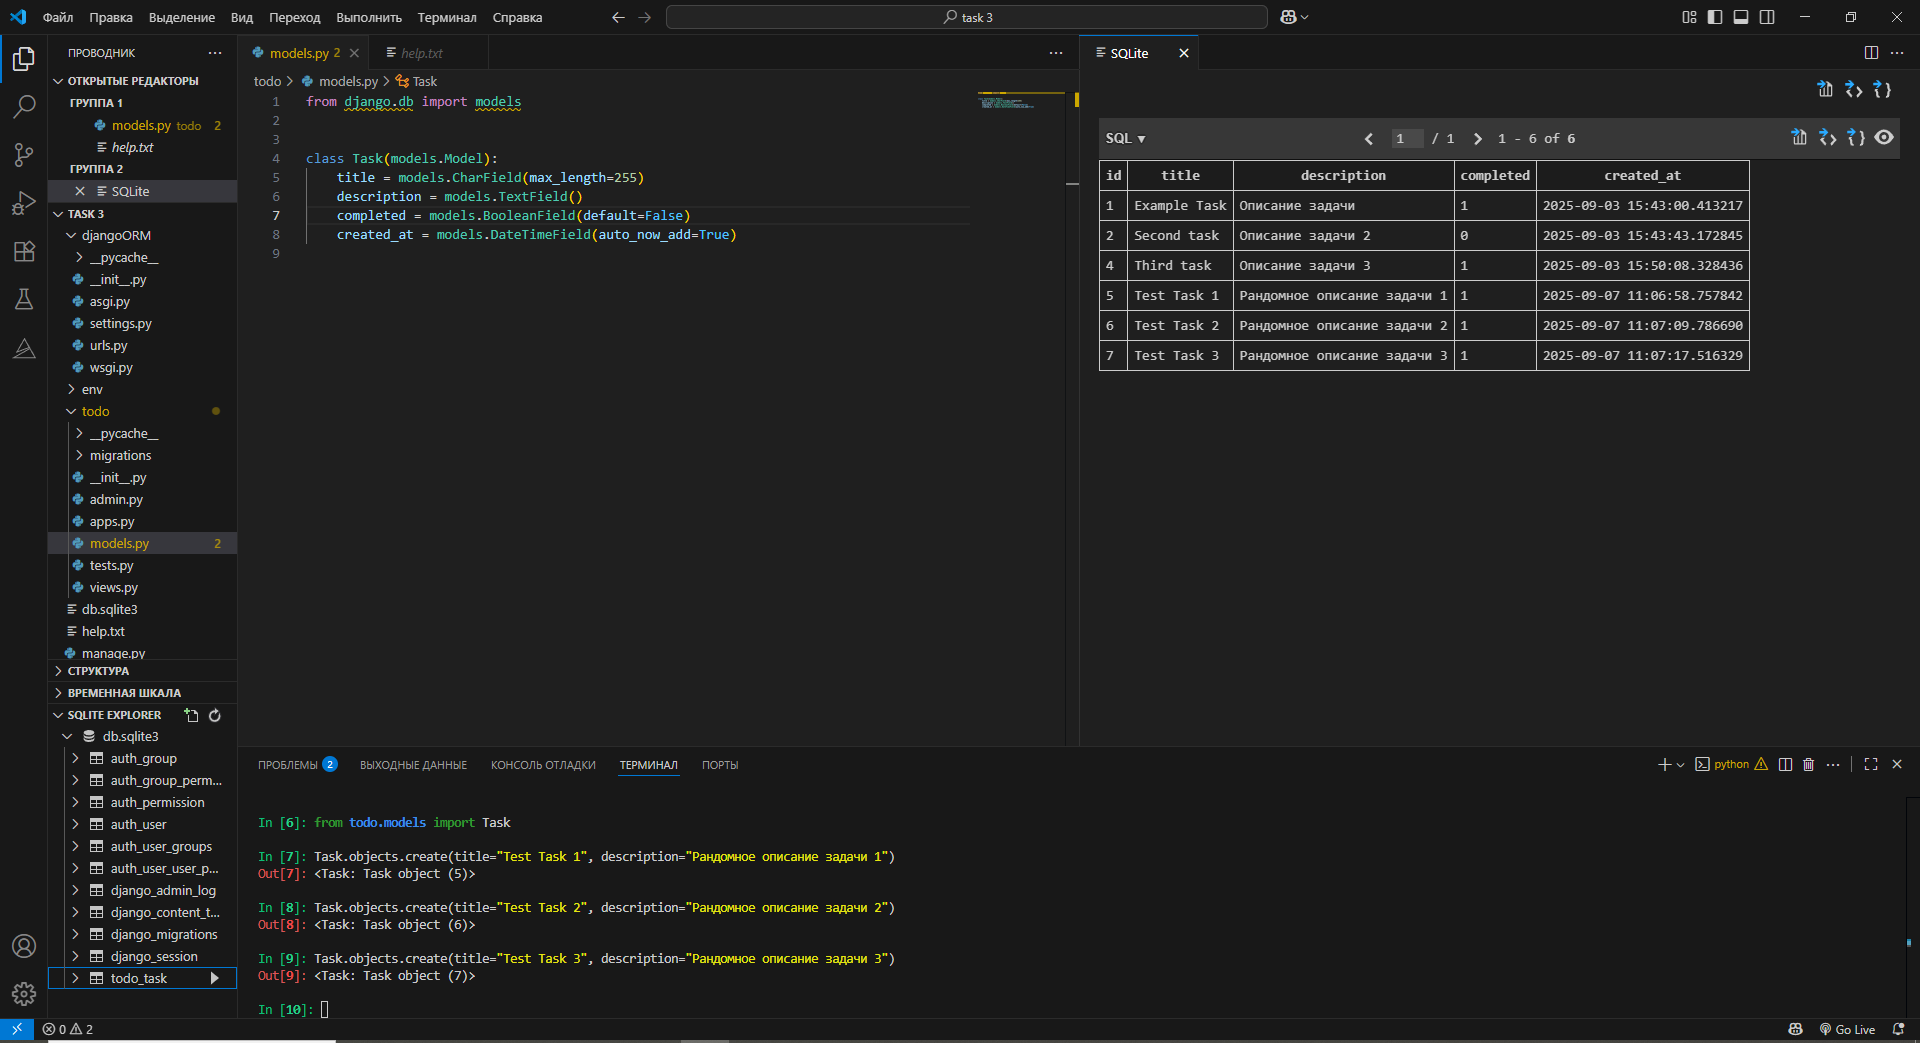 Файл Правка Выделение Вид Переход Выполнить Терминал Справка
task 3
ПРОВОДНИК
ОТКРЫТЫЕ РЕДАКТОРЫ
ГРУППА 1
models.py todo 2
help.txt
ГРУППА 2
SQLite
TASK 3
djangoORM
__pycache__
__init__.py
asgi.py
settings.py
urls.py
wsgi.py
env
todo
__pycache__
migrations
__init__.py
admin.py
apps.py
models.py 2
tests.py
views.py
db.sqlite3
help.txt
manage.py
СТРУКТУРА
ВРЕМЕННАЯ ШКАЛА
SQLITE EXPLORER
db.sqlite3
auth_group
auth_group_perm...
auth_permission
auth_user
auth_user_groups
auth_user_user_p...
django_admin_log
django_content_t...
django_migrations
django_session
todo_task
models.py 2
help.txt
todo > models.py > Task
1 from django.db import models
2
3
4 class Task(models.Model):
5 title = models.CharField(max_length=255)
6 description = models.TextField()
7 completed = models.BooleanField(default=False)
8 created_at = models.DateTimeField(auto_now_add=True)
9
SQLite
SQL 1 / 1 1 - 6 of 6
id title description completed created_at
1 Example Task Описание задачи 1 2025-09-03 15:43:00.413217
2 Second task Описание задачи 2 0 2025-09-03 15:43:43.172845
4 Third task Описание задачи 3 1 2025-09-03 15:50:08.328436
5 Test Task 1 Рандомное описание задачи 1 1 2025-09-07 11:06:58.757842
6 Test Task 2 Рандомное описание задачи 2 1 2025-09-07 11:07:09.786690
7 Test Task 3 Рандомное описание задачи 3 1 2025-09-07 11:07:17.516329
ПРОБЛЕМЫ 2 ВЫХОДНЫЕ ДАННЫЕ КОНСОЛЬ ОТЛАДКИ ТЕРМИНАЛ ПОРТЫ
python
In [6]: from todo.models import Task
In [7]: Task.objects.create(title="Test Task 1", description="Рандомное описание задачи 1")
Out[7]: <Task: Task object (5)>
In [8]: Task.objects.create(title="Test Task 2", description="Рандомное описание задачи 2")
Out[8]: <Task: Task object (6)>
In [9]: Task.objects.create(title="Test Task 3", description="Рандомное описание задачи 3")
Out[9]: <Task: Task object (7)>
In [10]:
0 2
Go Live